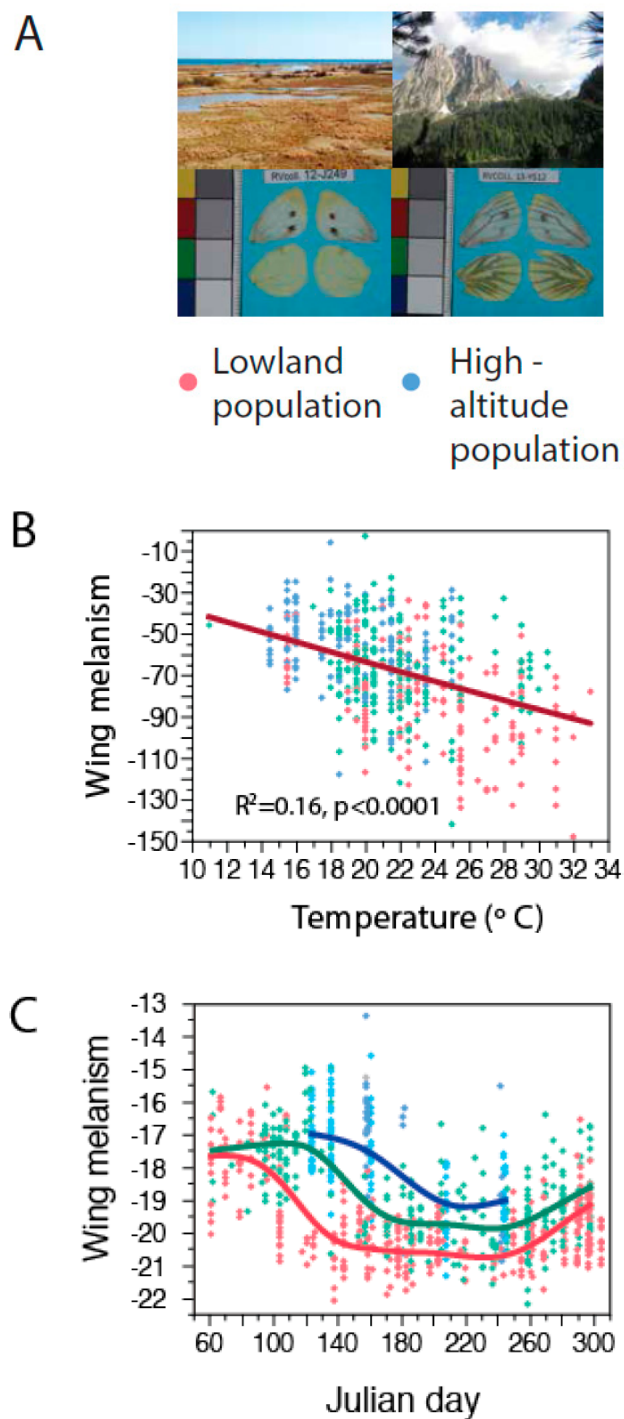 A
RVcoll. 12-J249
RVCOLL. 13-Y512
Lowland population
High - altitude population
B
Wing melanism
-10
-30
-50
-70
-90
-110
-130
-150
R²=0.16, p<0.0001
10 12 14 16 18 20 22 24 26 28 30 32 34
Temperature (° C)
C
Wing melanism
-13
-14
-15
-16
-17
-18
-19
-20
-21
-22
60 100 140 180 220 260 300
Julian day